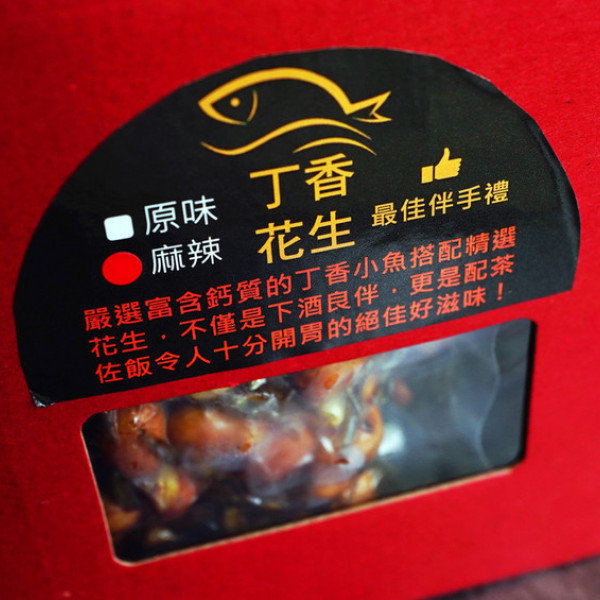 丁香
花生
最佳伴手禮
原味
麻辣
嚴選富含鈣質的丁香小魚搭配精選
花生，不僅是下酒良伴，更是配茶
佐飯令人十分開胃的絕佳好滋味！